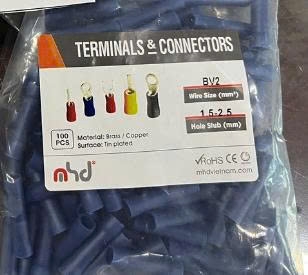 TERMINALS & CONNECTORS
BV2
Wire Size (mm²)
1.5-2.5
Hole Stub (mm)
100
PCS
Material: Brass / Copper
Surface: Tin plated
mhd®
RoHS CE
mhdvietnam.com